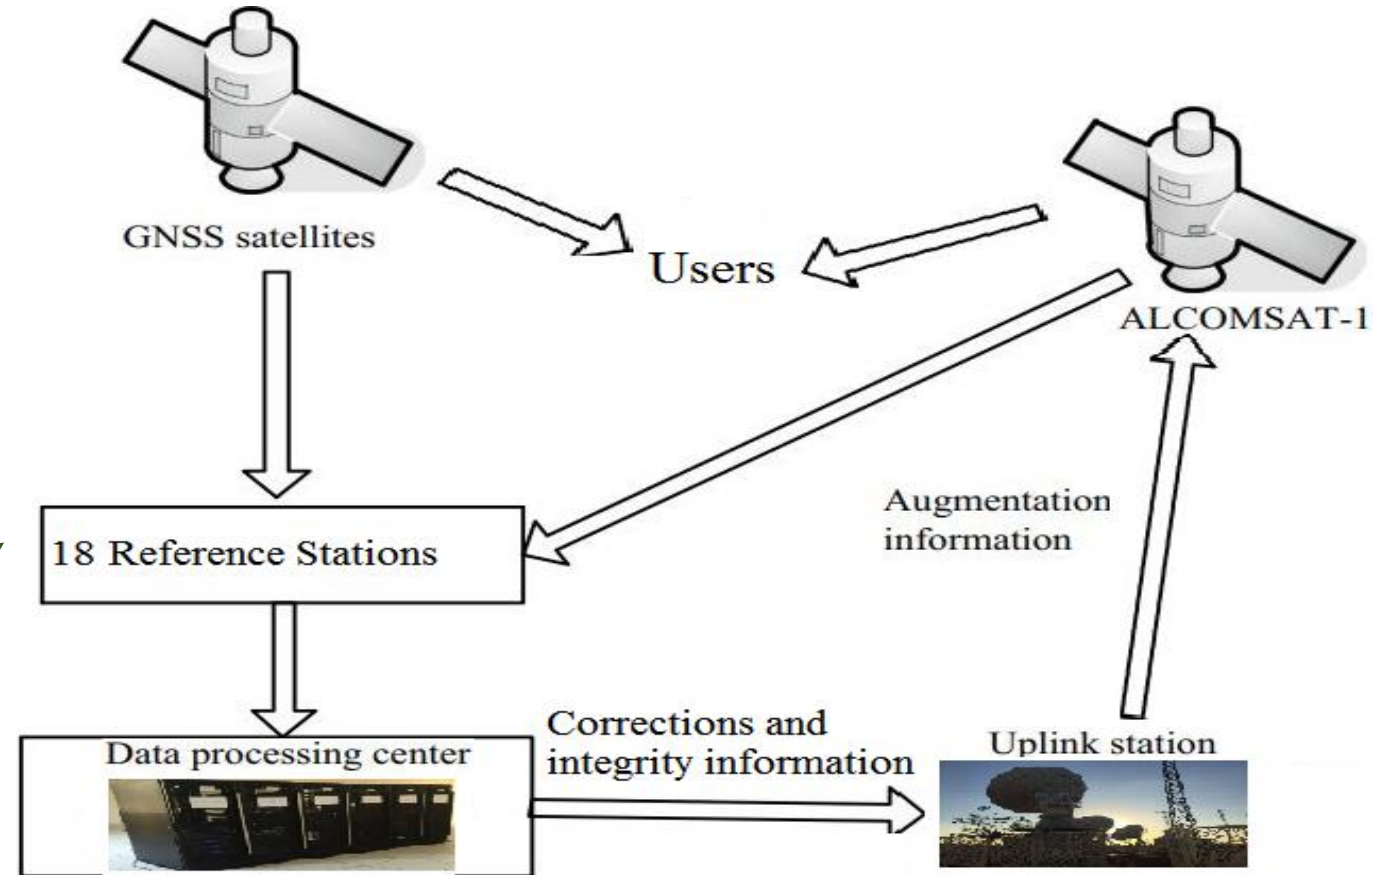 GNSS satellites
Users
ALCOMSAT-1
Augmentation
information
18 Reference Stations
Corrections and
integrity information
Data processing center
Uplink station